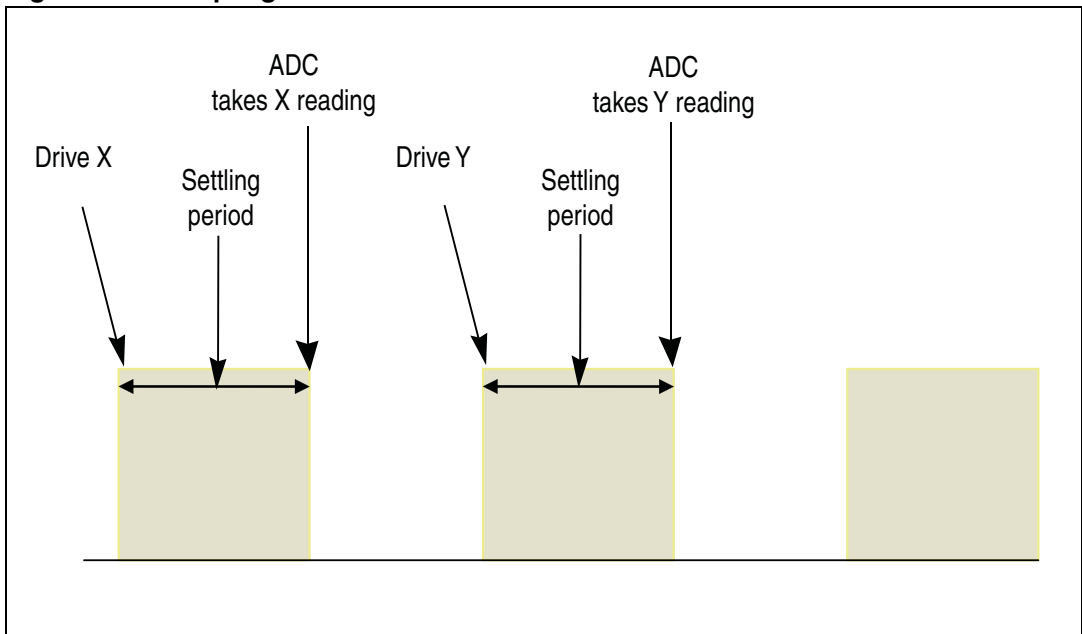 ADC
takes X reading
ADC
takes Y reading
Drive X
Settling
period
Drive Y
Settling
period